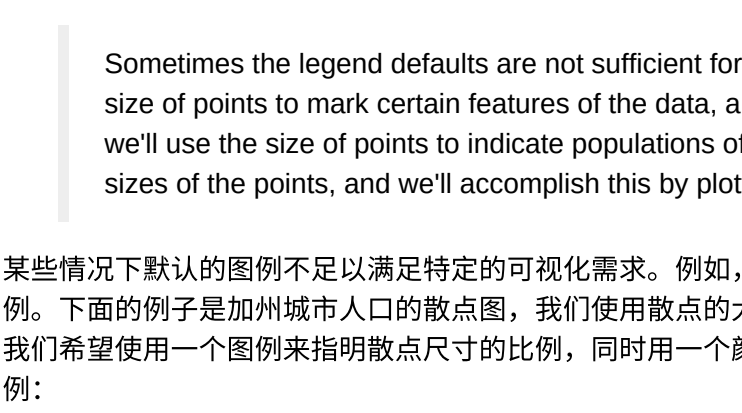 Sometimes the legend defaults are not sufficient for
size of points to mark certain features of the data, a
we'll use the size of points to indicate populations of
sizes of the points, and we'll accomplish this by plot
某些情况下默认的图例不足以满足特定的可视化需求。例如，
例。下面的例子是加州城市人口的散点图，我们使用散点的大
我们希望使用一个图例来指明散点尺寸的比例，同时用一个颜
例：